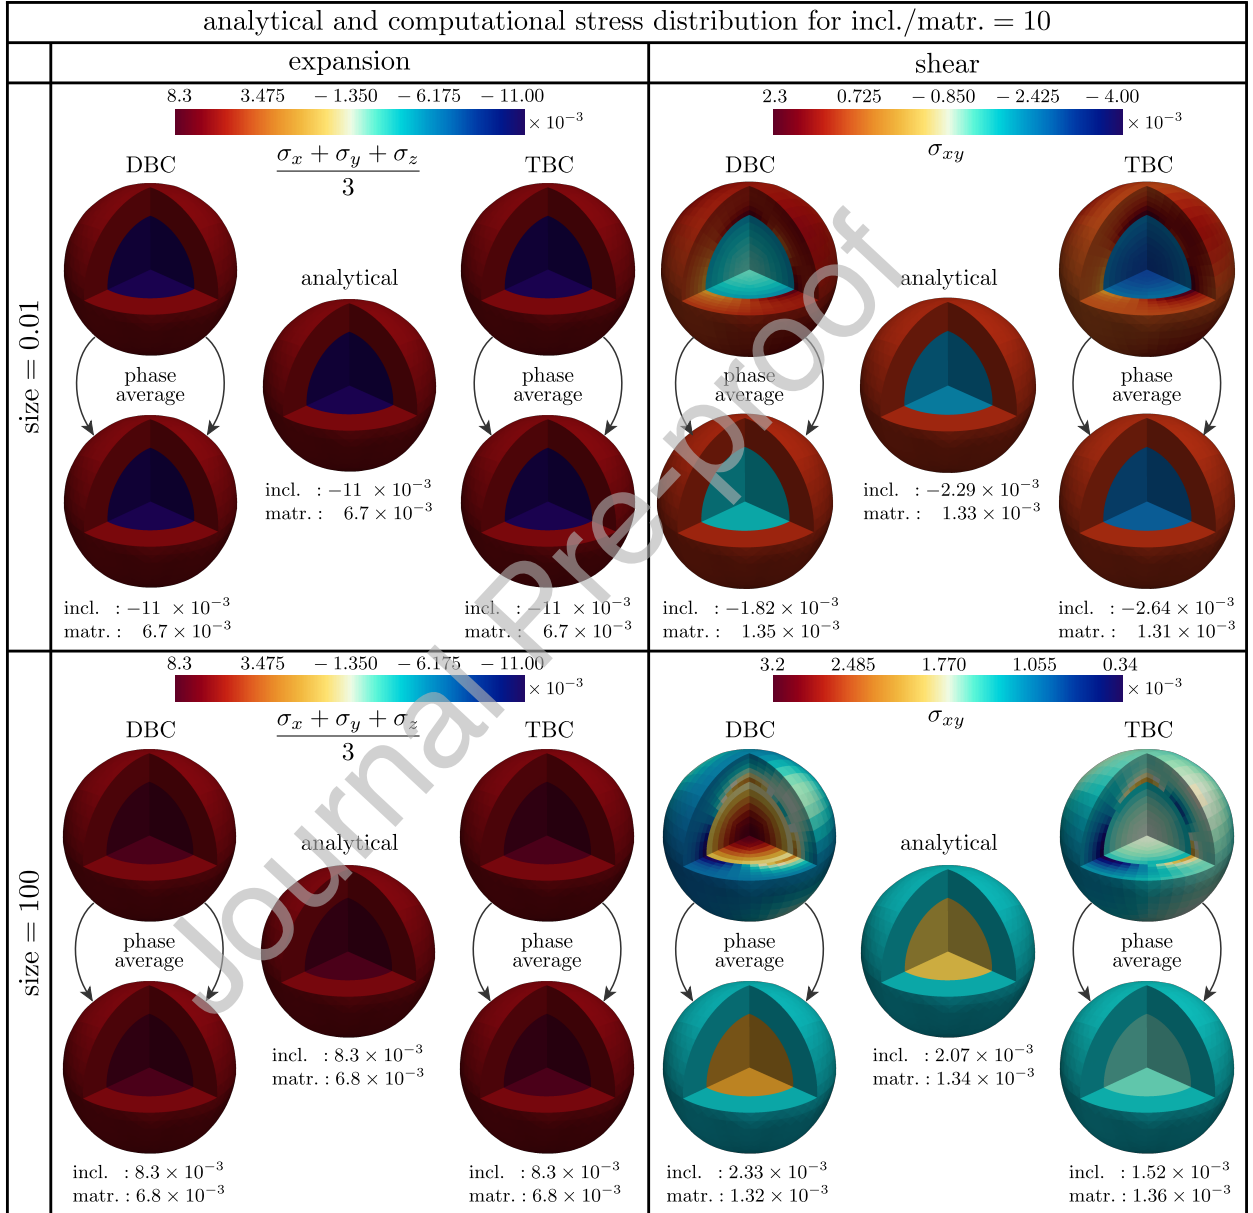 analytical and computational stress distribution for incl./matr. = 10
expansion
shear
size = 0.01
8.3 3.475 −1.350 −6.175 −11.00
× 10⁻³
DBC
σx + σy + σz
3
TBC
analytical
phase
average
phase
average
incl. : −11 × 10⁻³
matr. : 6.7 × 10⁻³
incl. : −11 × 10⁻³
matr. : 6.7 × 10⁻³
incl. : −11 × 10⁻³
matr. : 6.7 × 10⁻³
2.3 0.725 −0.850 −2.425 −4.00
× 10⁻³
DBC
σxy
TBC
analytical
phase
average
phase
average
incl. : −2.29 × 10⁻³
matr. : 1.33 × 10⁻³
incl. : −1.82 × 10⁻³
matr. : 1.35 × 10⁻³
incl. : −2.64 × 10⁻³
matr. : 1.31 × 10⁻³
size = 100
8.3 3.475 −1.350 −6.175 −11.00
× 10⁻³
DBC
σx + σy + σz
3
TBC
analytical
phase
average
phase
average
incl. : 8.3 × 10⁻³
matr. : 6.8 × 10⁻³
incl. : 8.3 × 10⁻³
matr. : 6.8 × 10⁻³
incl. : 8.3 × 10⁻³
matr. : 6.8 × 10⁻³
3.2 2.485 1.770 1.055 0.34
× 10⁻³
DBC
σxy
TBC
analytical
phase
average
phase
average
incl. : 2.07 × 10⁻³
matr. : 1.34 × 10⁻³
incl. : 2.33 × 10⁻³
matr. : 1.32 × 10⁻³
incl. : 1.52 × 10⁻³
matr. : 1.36 × 10⁻³
Journal Pre-proof